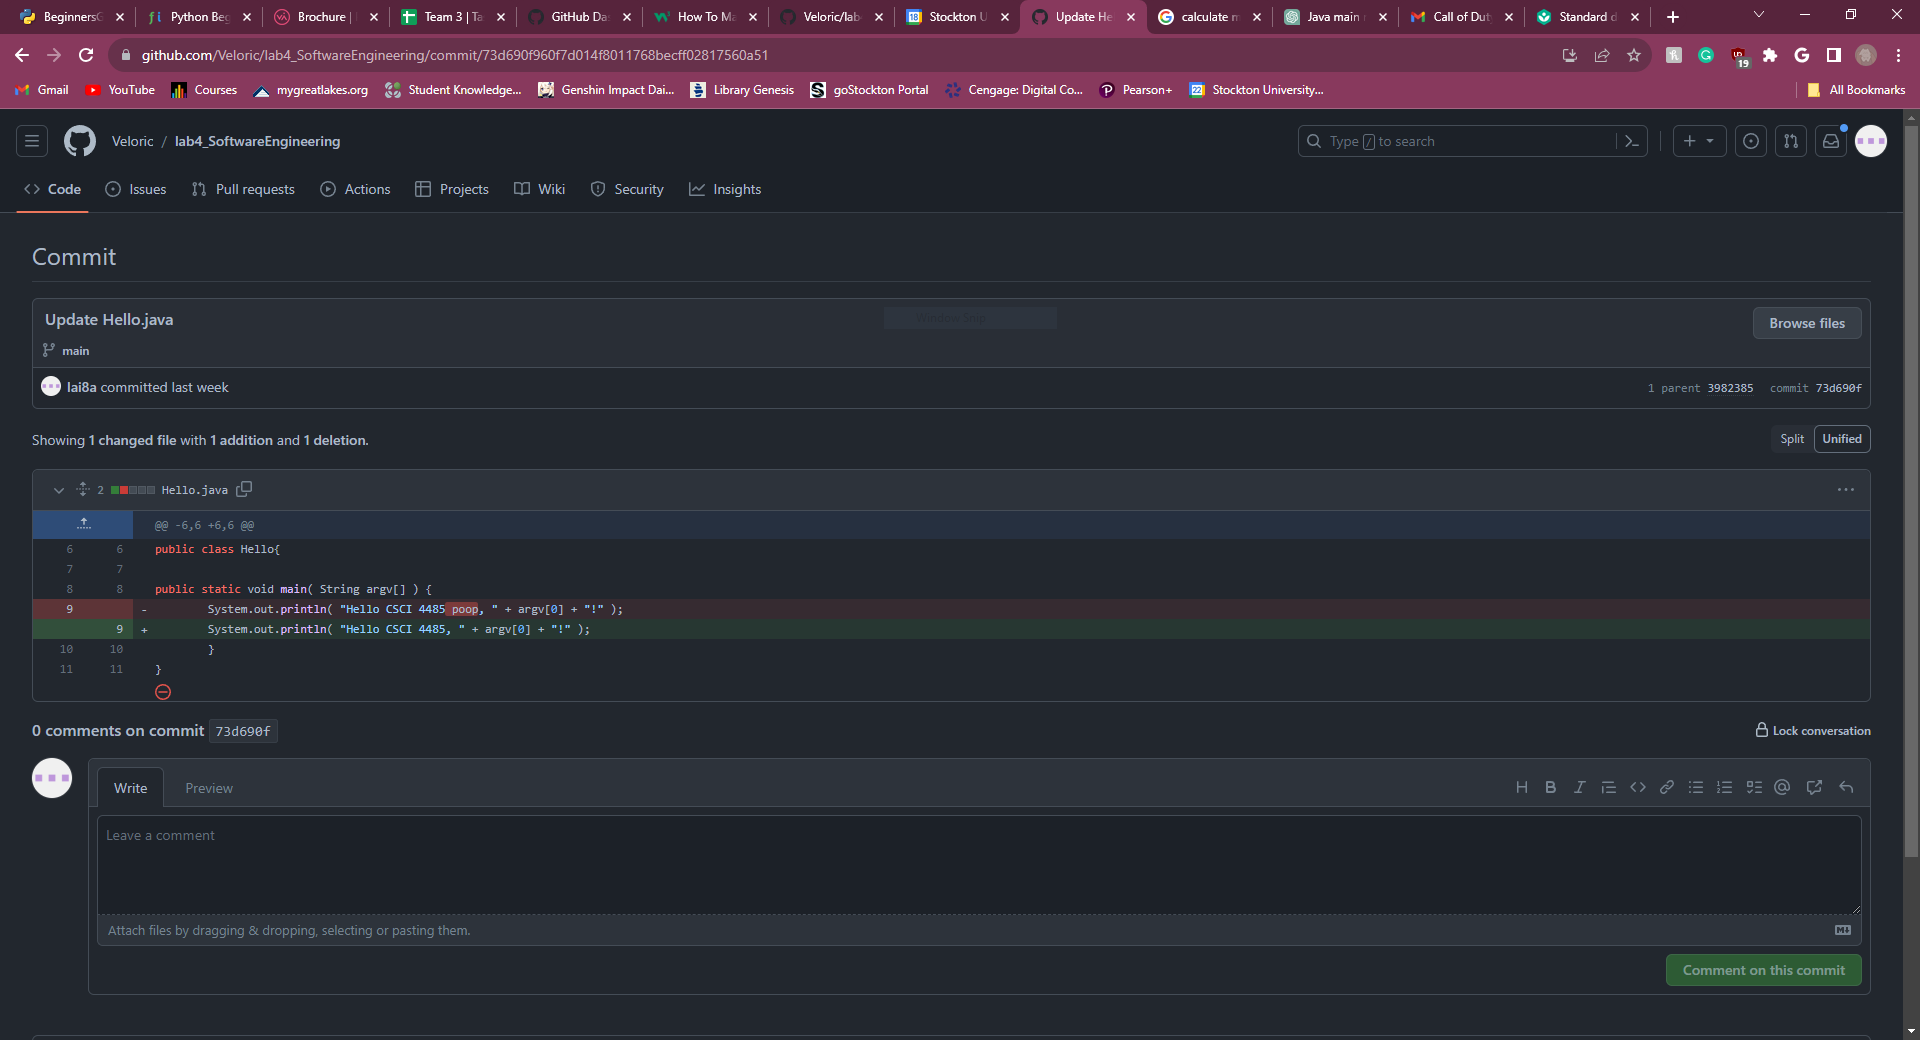 BeginnersG
Python Beg
Brochure |
Team 3 | Ta
GitHub Das
How To Ma
Veloric/lab
Stockton U
Update He
calculate m
Java main
Call of Dut
Standard d
github.com/Veloric/lab4_SoftwareEngineering/commit/73d690f960f7d014f8011768becff02817560a51
19
Gmail YouTube Courses mygreatlakes.org Student Knowledge... Genshin Impact Dai... Library Genesis goStockton Portal Cengage: Digital Co... Pearson+ Stockton University... All Bookmarks
Veloric / lab4_SoftwareEngineering
Type / to search
Code Issues Pull requests Actions Projects Wiki Security Insights
Commit
Update Hello.java
Window Snip
Browse files
main
lai8a committed last week
1 parent 3982385 commit 73d690f
Showing 1 changed file with 1 addition and 1 deletion.
Split Unified
2 Hello.java
@@ -6,6 +6,6 @@
6 6 public class Hello{
7 7
8 8 public static void main( String argv[] ) {
9 - System.out.println( "Hello CSCI 4485 poop, " + argv[0] + "!" );
9 + System.out.println( "Hello CSCI 4485, " + argv[0] + "!" );
10 10 }
11 11 }
0 comments on commit 73d690f
Lock conversation
Write Preview
Leave a comment
Attach files by dragging & dropping, selecting or pasting them.
Comment on this commit